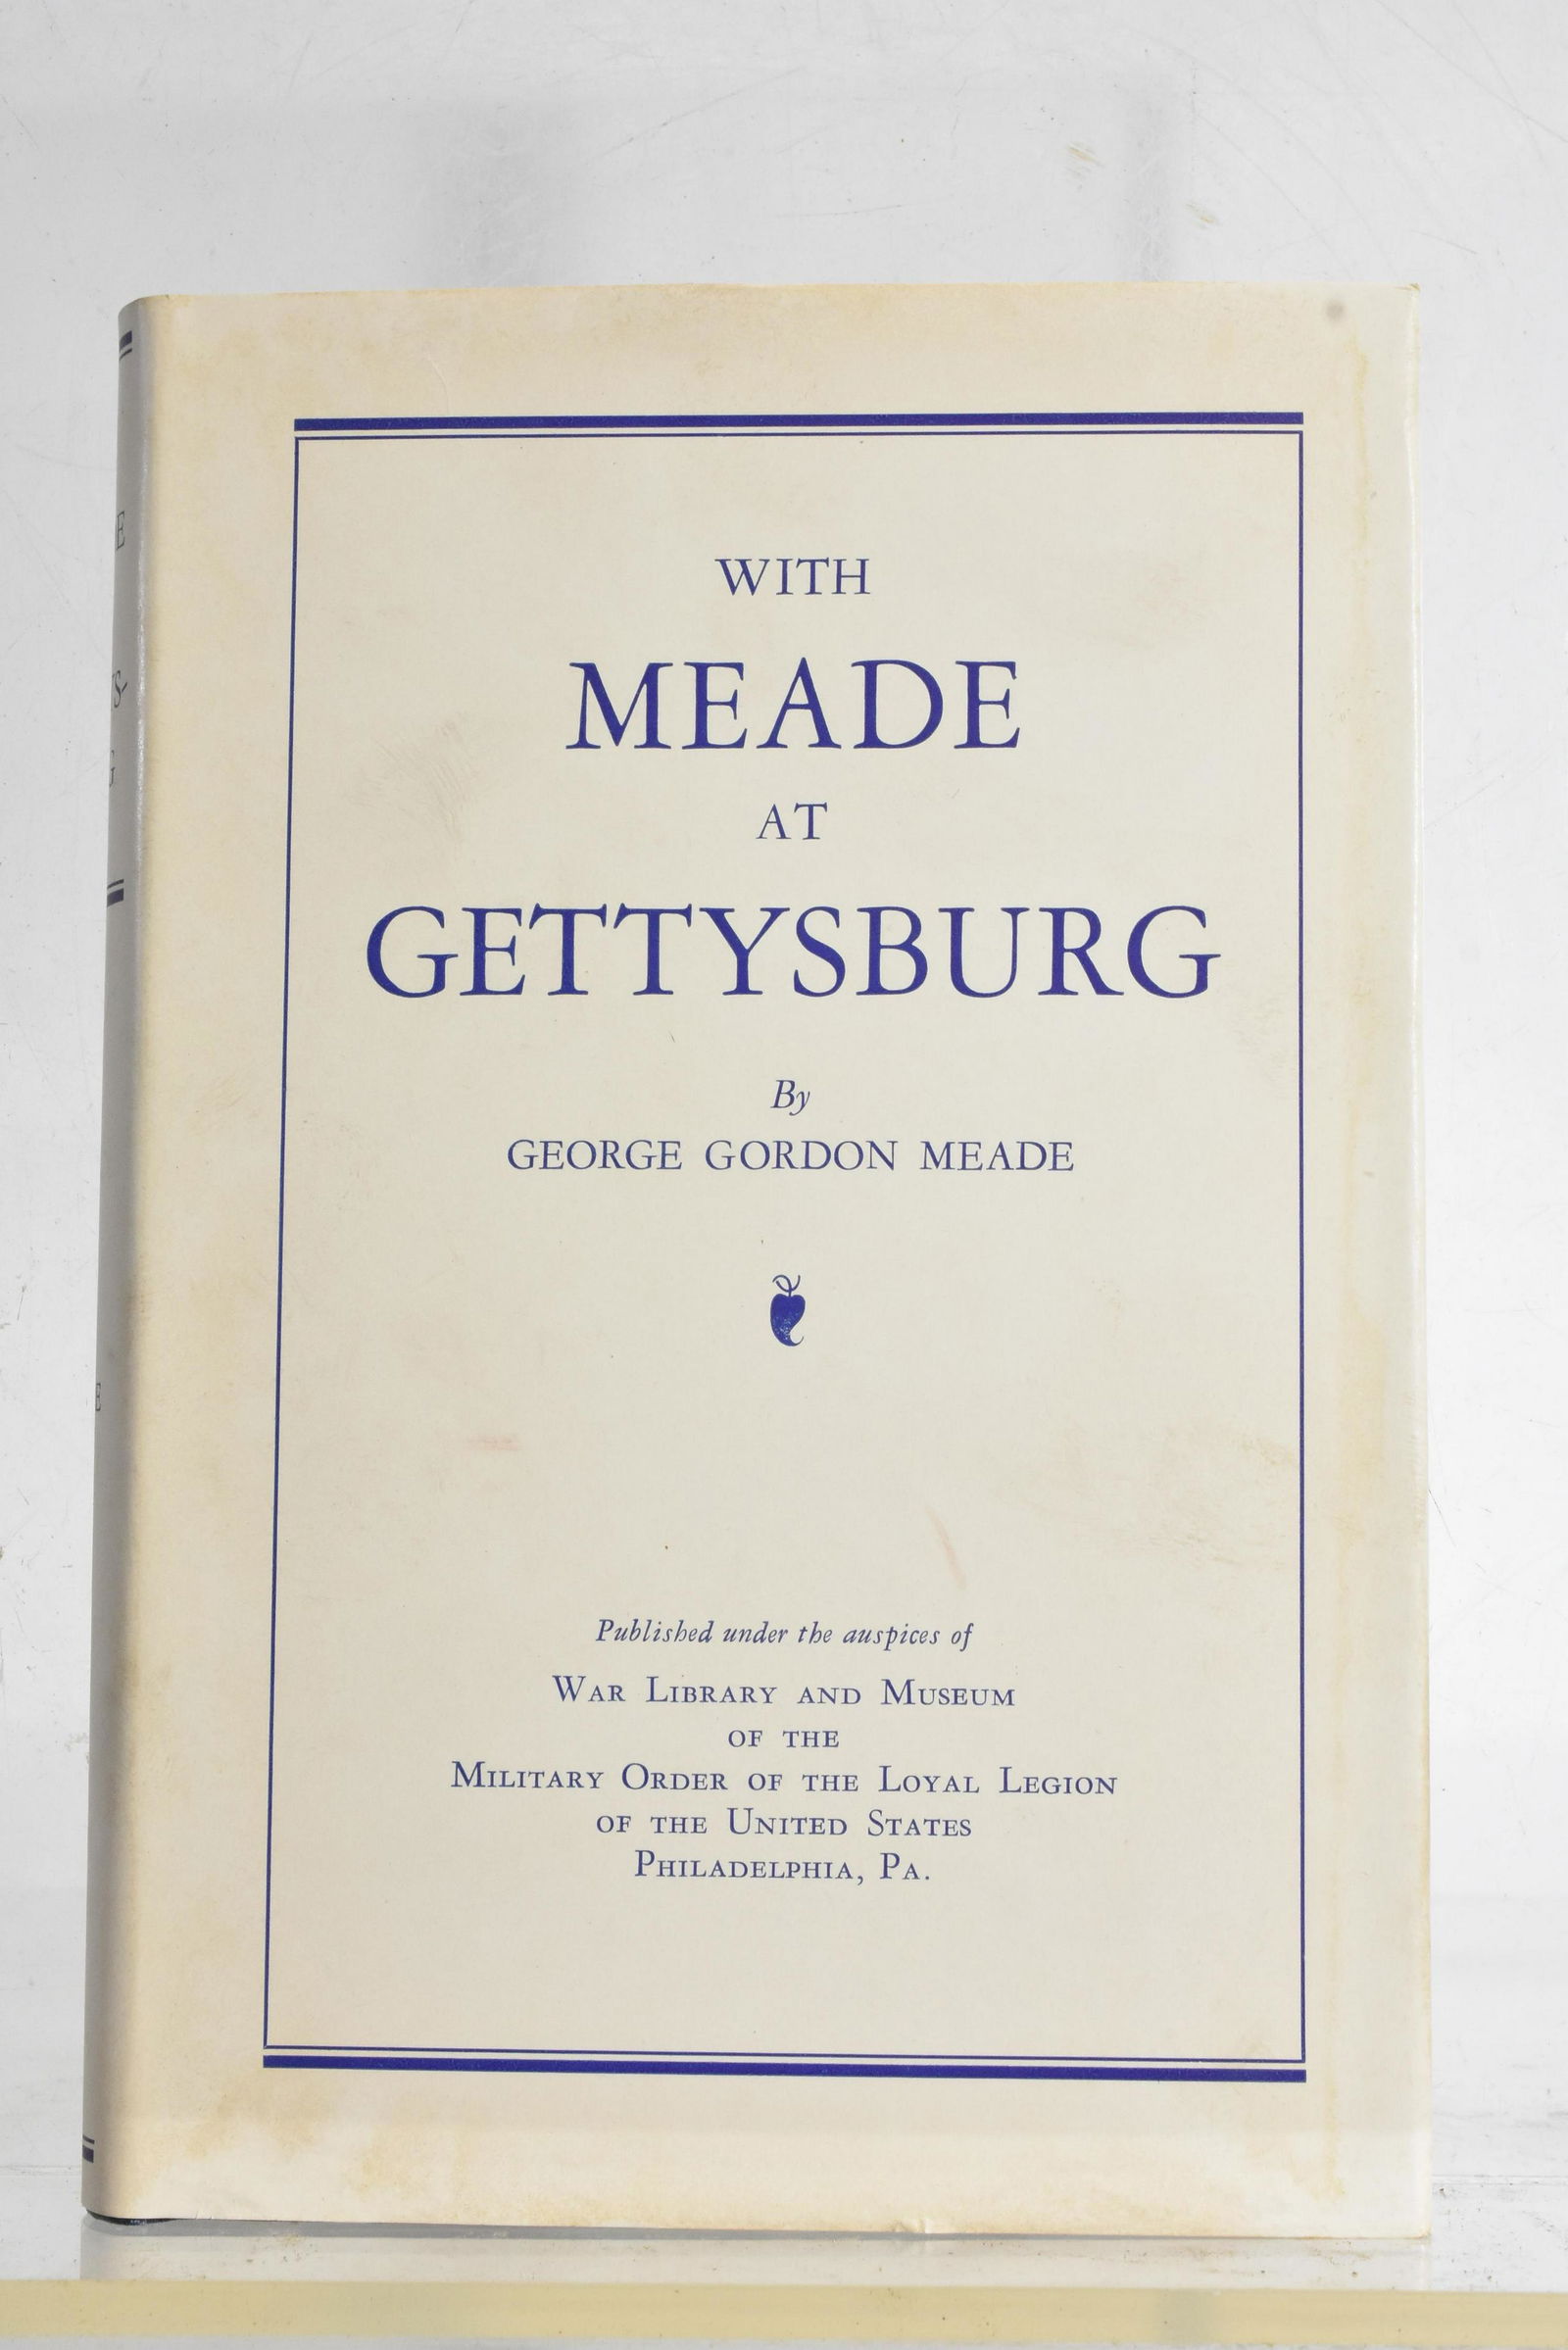 WITH
MEADE
AT
GETTYSBURG
By
GEORGE GORDON MEADE
Published under the auspices of
War Library and Museum
of the
Military Order of the Loyal Legion
of the United States
Philadelphia, Pa.